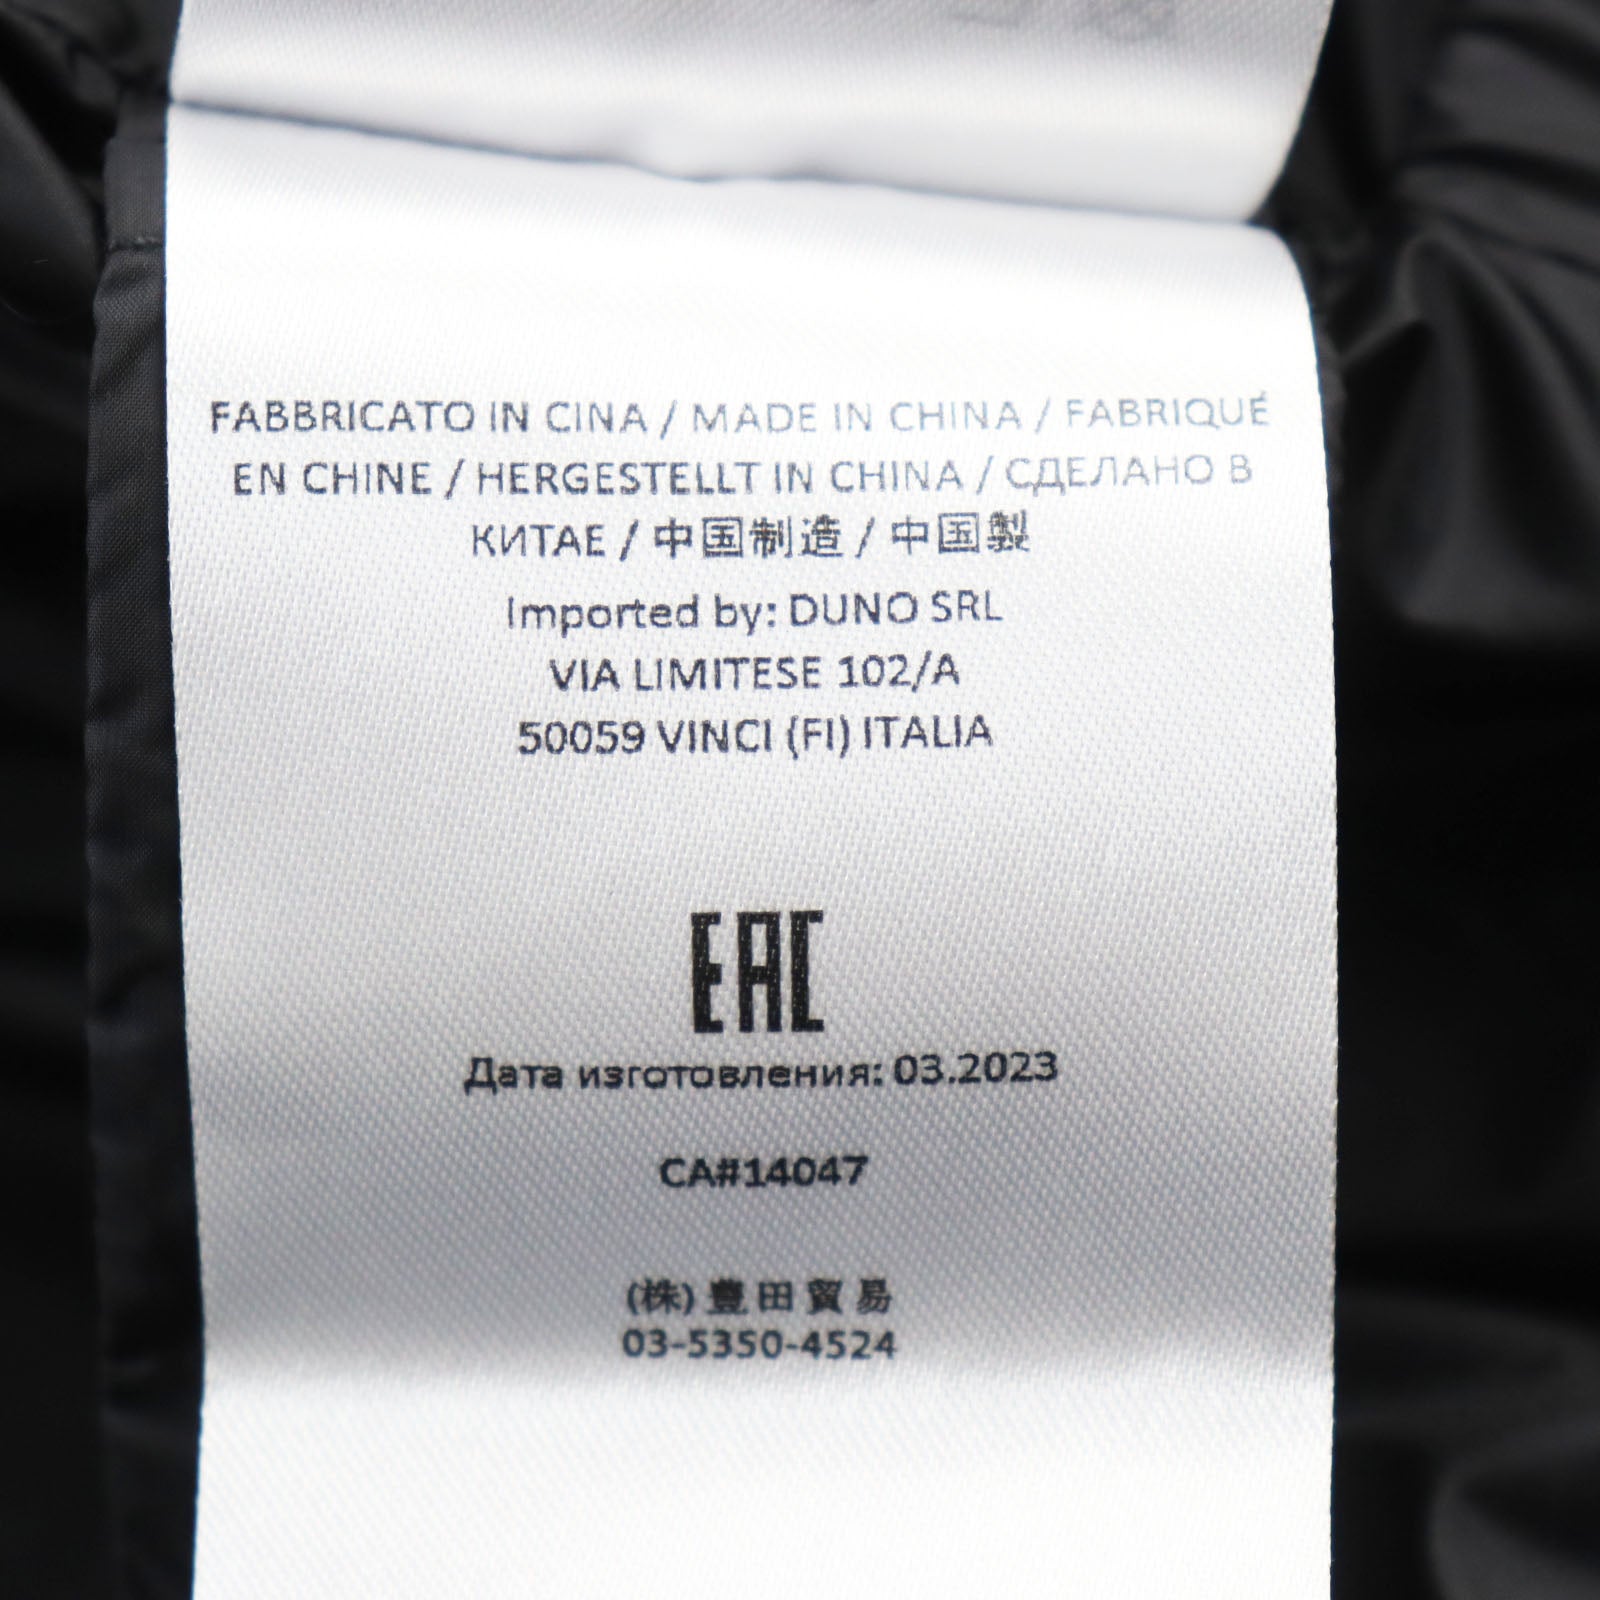 FABBRICATO IN CINA / MADE IN CHINA / FABRIQUÉ
EN CHINE / HERGESTELLT IN CHINA / СДЕЛАНО В
КИТАЕ / 中国制造 / 中国製
Imported by: DUNO SRL
VIA LIMITESE 102/A
50059 VINCI (FI) ITALIA
EAC
Дата изготовления: 03.2023
CA#14047
(株) 豊田貿易
03-5350-4524